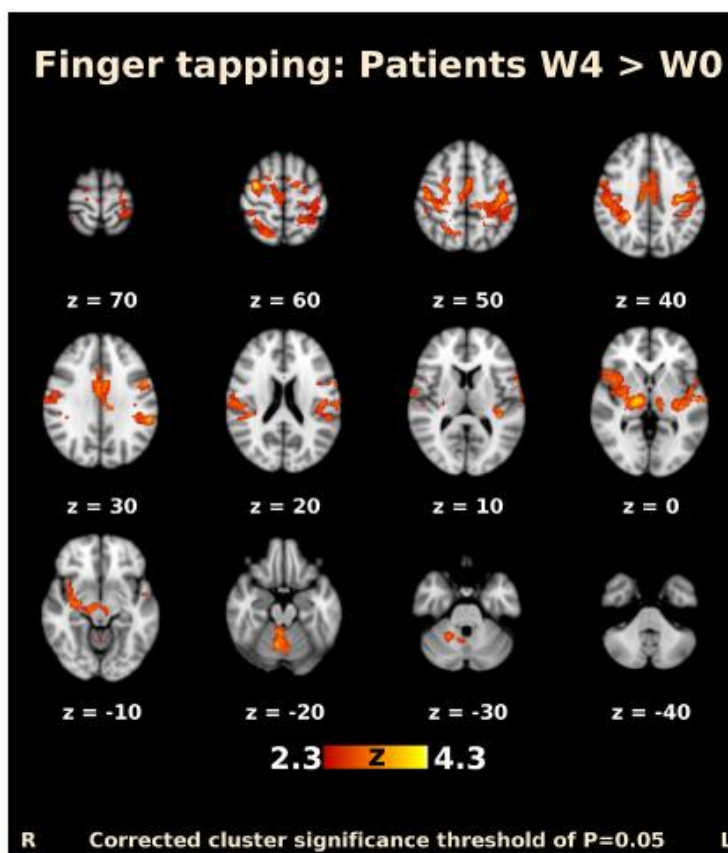 Finger tapping: Patients W4 > W0
z = 70 z = 60 z = 50 z = 40
z = 30 z = 20 z = 10 z = 0
z = -10 z = -20 z = -30 z = -40
2.3 z 4.3
R Corrected cluster significance threshold of P=0.05 L